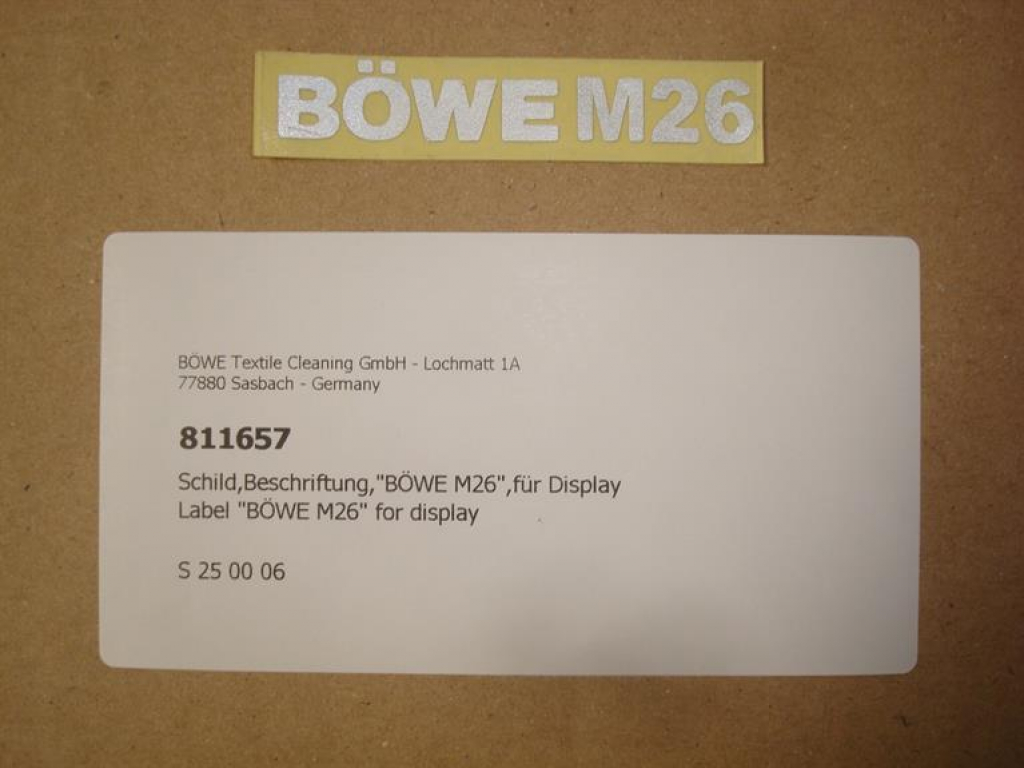 BÖWE M26
BÖWE Textile Cleaning GmbH - Lochmatt 1A
77880 Sasbach - Germany
811657
Schild,Beschriftung,"BÖWE M26",für Display
Label "BÖWE M26" for display
S 25 00 06